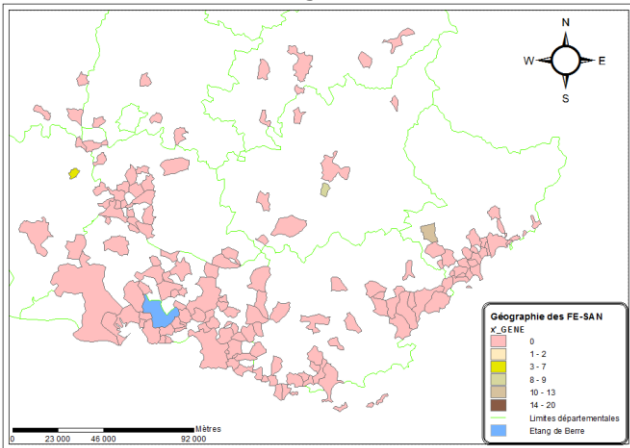 N
W E
S
Géographie des FE-SAN
x'_GENE
0
1 - 2
3 - 7
8 - 9
10 - 13
14 - 20
Limites départementales
Etang de Berre
Mètres
0 23 000 46 000 92 000